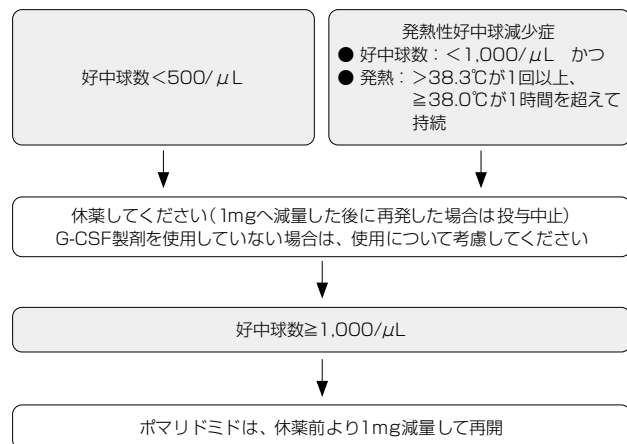 好中球数<500/μL
発熱性好中球減少症
● 好中球数：<1,000/μL かつ
● 発熱：>38.3℃が1回以上、
≧38.0℃が1時間を超えて
持続
休薬してください（1mgへ減量した後に再発した場合は投与中止）
G-CSF製剤を使用していない場合は、使用について考慮してください
好中球数≧1,000/μL
ポマリドミドは、休薬前より1mg減量して再開